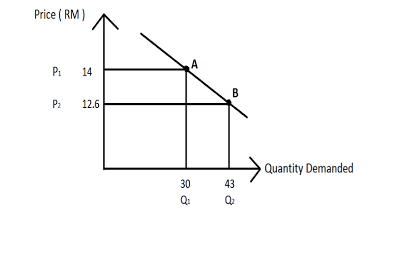 Price ( RM )
A
P₁ 14
B
P₂ 12.6
Quantity Demanded
30 43
Q₁ Q₂